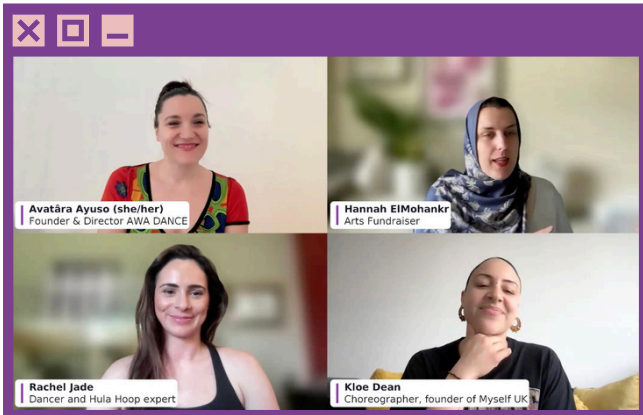 Avatâra Ayuso (she/her)
Founder & Director AWA DANCE
Hannah ElMohankr
Arts Fundraiser
Rachel Jade
Dancer and Hula Hoop expert
Kloe Dean
Choreographer, founder of Myself UK